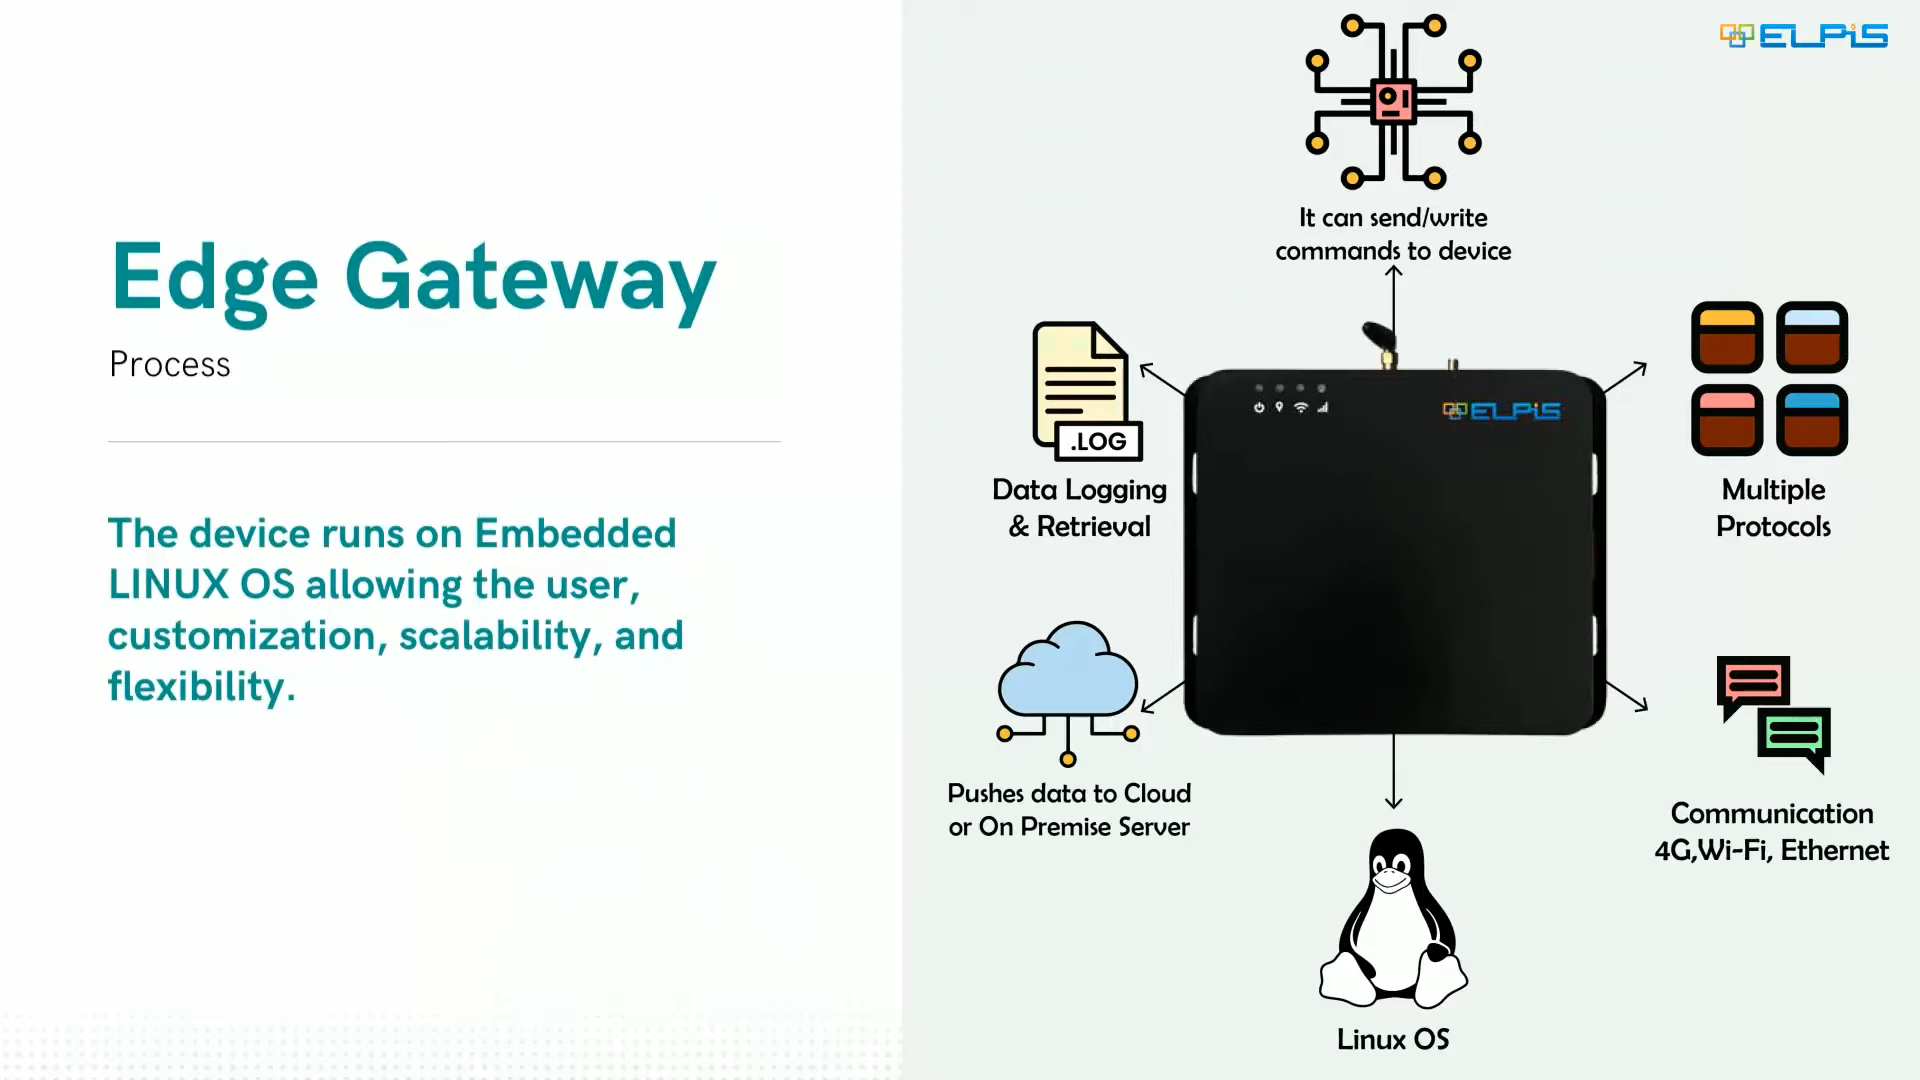 ELPIS
Edge Gateway
Process
The device runs on Embedded
LINUX OS allowing the user,
customization, scalability, and
flexibility.
It can send/write
commands to device
.LOG
Data Logging
& Retrieval
ELPIS
Multiple
Protocols
Pushes data to Cloud
or On Premise Server
Communication
4G,Wi-Fi, Ethernet
Linux OS